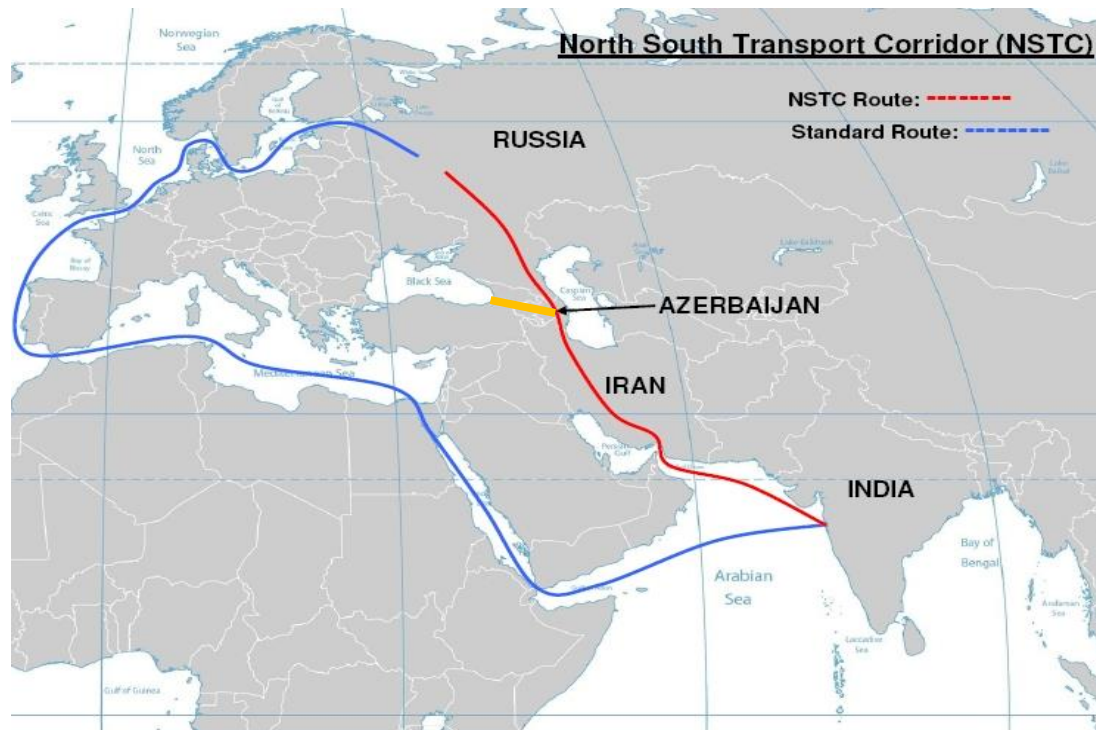 North South Transport Corridor (NSTC)
Norwegian
Sea
NSTC Route:
Standard Route:
RUSSIA
North
Sea
Celtic
Sea
Bay of
Biscay
Black Sea
Caspian
Sea
AZERBAIJAN
Mediterranean Sea
IRAN
Persian
Gulf
INDIA
Arabian
Sea
Bay of
Bengal
Andaman
Sea
Gulf of Guinea